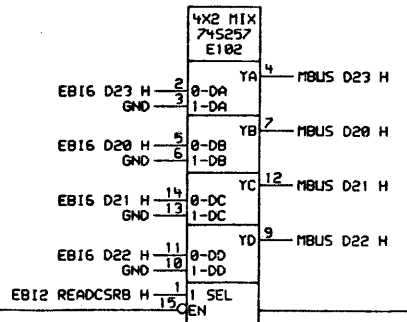 4X2 MIX
74S257
E102
YA 4 MBUS D23 H
EBI6 D23 H 2 0-DA
GND 3 1-DA
YB 7 MBUS D20 H
EBI6 D20 H 5 0-DB
GND 6 1-DB
YC 12 MBUS D21 H
EBI6 D21 H 14 0-DC
GND 13 1-DC
YD 9 MBUS D22 H
EBI6 D22 H 11 0-DD
GND 10 1-DD
EBI2 READCSRB H 1 1 SEL
15 EN